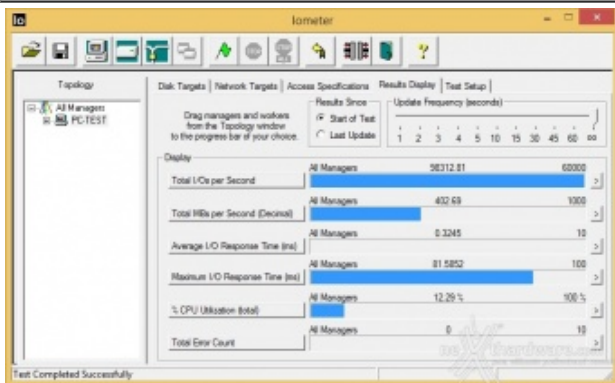 Io
Iometer
Topology
All Managers
PC-TEST
Disk Targets
Network Targets
Access Specifications
Results Display
Test Setup
Drag managers and workers
from the Topology window
to the progress bar of your choice.
Results Since
Start of Test
Last Update
Update Frequency (seconds)
1 2 3 4 5 10 15 30 45 60 ∞
Display
All Managers 98312.81 60000
Total I/Os per Second
All Managers 402.69 1000
Total MBs per Second (Decimal)
All Managers 0.3245 10
Average I/O Response Time (ms)
All Managers 81.5852 100
Maximum I/O Response Time (ms)
All Managers 12.29 % 100 %
% CPU Utilization (total)
All Managers 0 10
Total Error Count
Test Completed Successfully